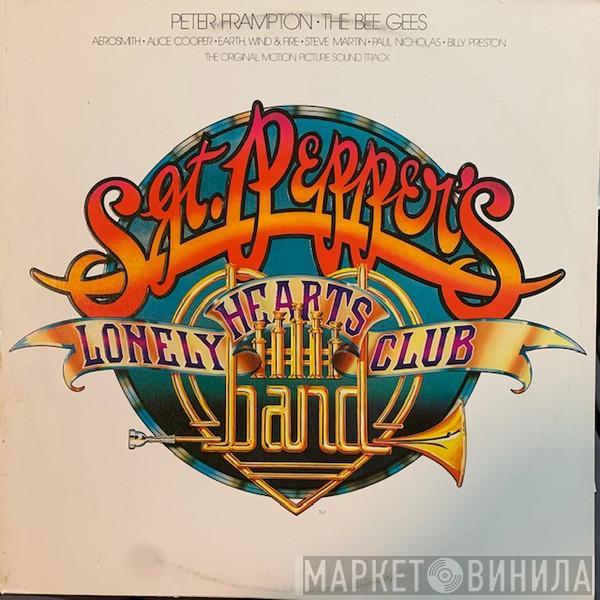 PETER FRAMPTON • THE BEE GEES
AEROSMITH • ALICE COOPER • EARTH, WIND & FIRE • STEVE MARTIN • PAUL NICHOLAS • BILLY PRESTON
THE ORIGINAL MOTION PICTURE SOUND TRACK
Sgt. Pepper's
LONELY HEARTS CLUB
band
TM
МАРКЕТ ВИНИЛА